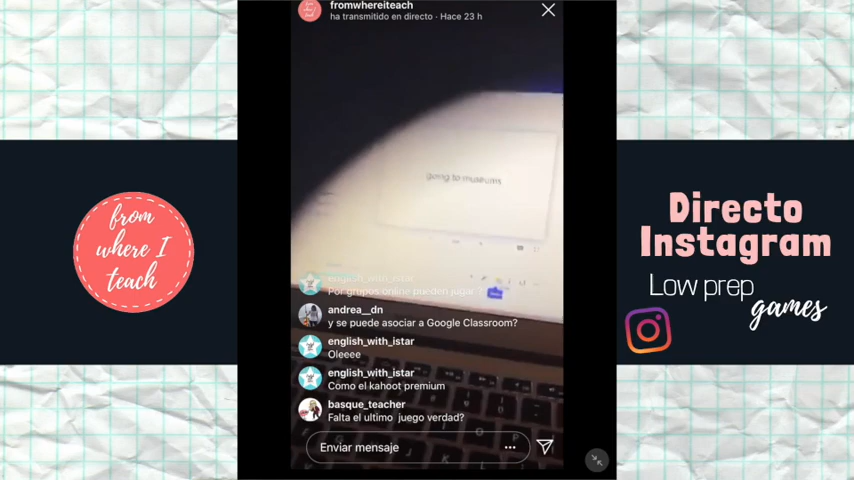 fromwhereiteach
ha transmitido en directo · Hace 23 h
from
where I
teach
going to museums
Directo
Instagram
Low prep
games
english_with_istar
Por grupos online pueden jugar ?
andrea__dn
y se puede asociar a Google Classroom?
english_with_istar
Oleeee
english_with_istar
Como el kahoot premium
basque_teacher
Falta el ultimo juego verdad?
Enviar mensaje